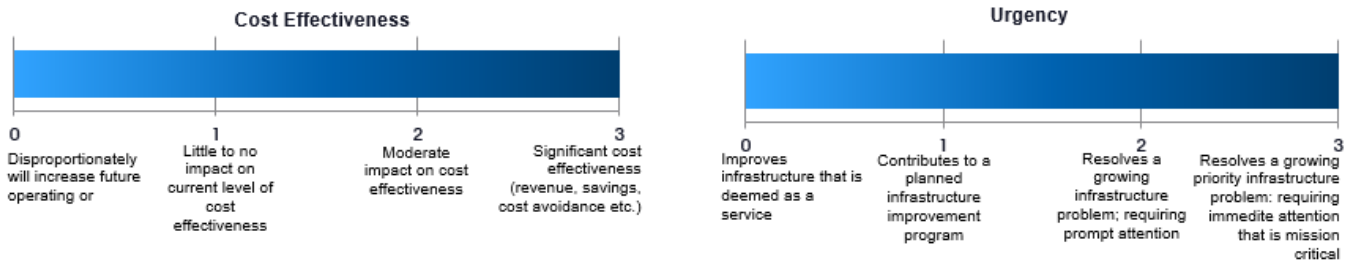 Cost Effectiveness
0
1
2
3
Disproportionately
will increase future
operating or
Little to no
impact on
current level of
cost
effectiveness
Moderate
impact on cost
effectiveness
Significant cost
effectiveness
(revenue, savings,
cost avoidance etc.)
Urgency
0
1
2
3
Improves
infrastructure that is
deemed as a
service
Contributes to a
planned
infrastructure
improvement
program
Resolves a
growing
infrastructure
problem; requiring
prompt attention
Resolves a growing
priority infrastructure
problem: requiring
immedite attention
that is mission
critical